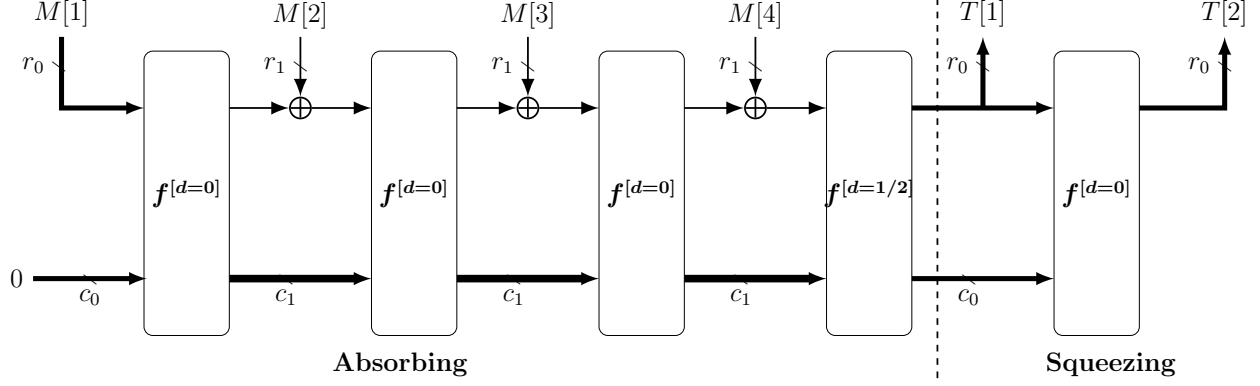 M[1] M[2] M[3] M[4] T[1] T[2]
r₀ r₁ r₁ r₁ r₀ r₀
f^[d=0] f^[d=0] f^[d=0] f^[d=1/2] f^[d=0]
0 c₀ c₁ c₁ c₁ c₀
Absorbing Squeezing